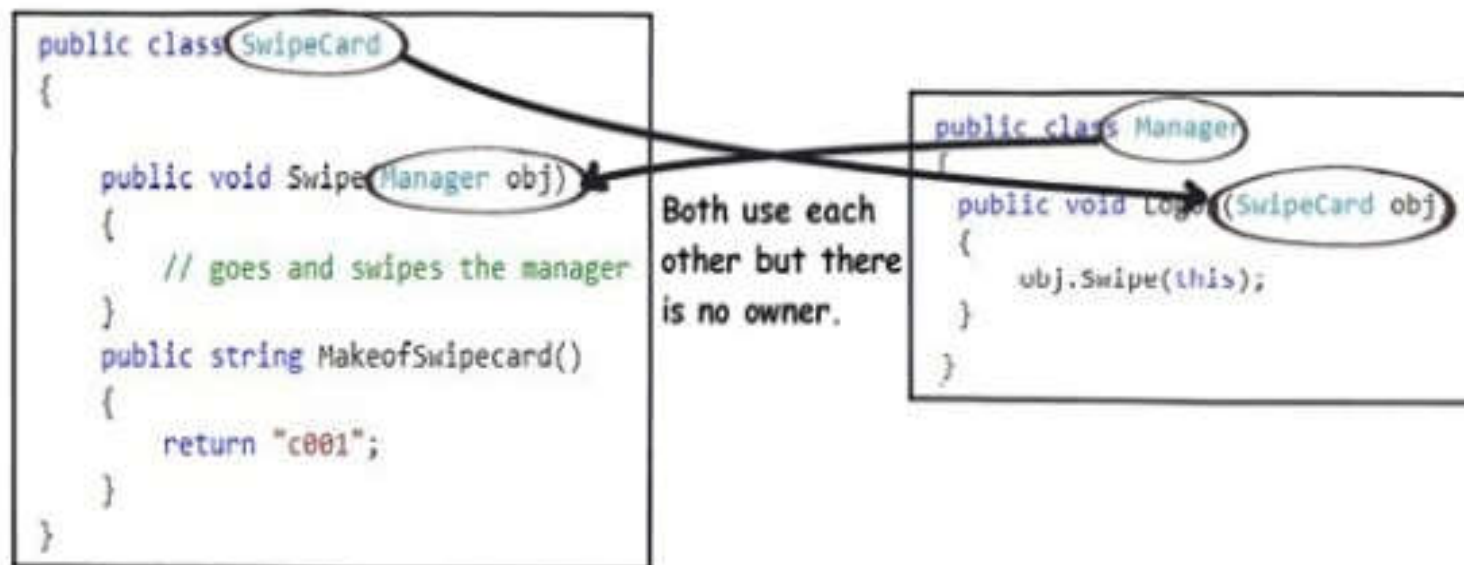 public class SwipeCard
{
public void Swipe(Manager obj)
{
// goes and swipes the manager
}
public string MakeofSwipecard()
{
return "c001";
}
}
Both use each
other but there
is no owner.
public class Manager
{
public void (SwipeCard obj)
{
obj.Swipe(this);
}
}